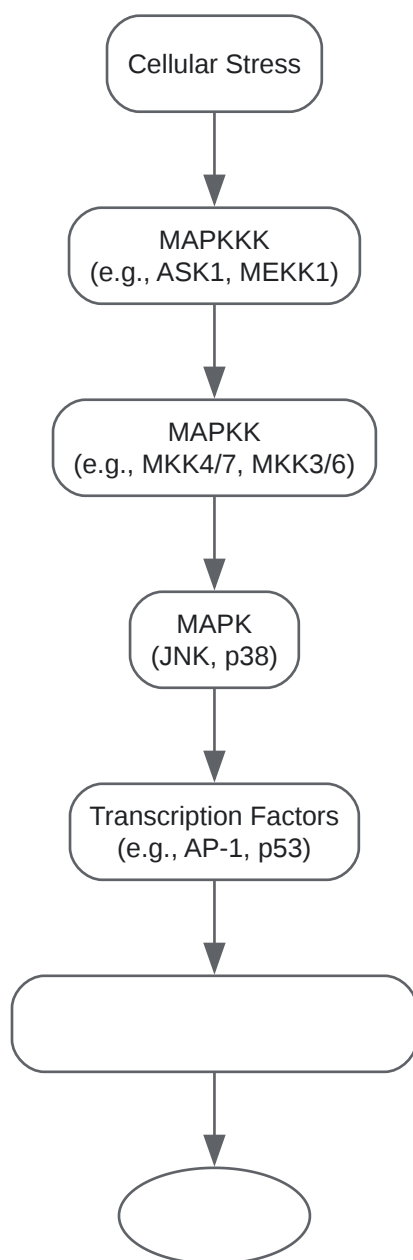 Cellular Stress
MAPKKK
(e.g., ASK1, MEKK1)
MAPKK
(e.g., MKK4/7, MKK3/6)
MAPK
(JNK, p38)
Transcription Factors
(e.g., AP-1, p53)